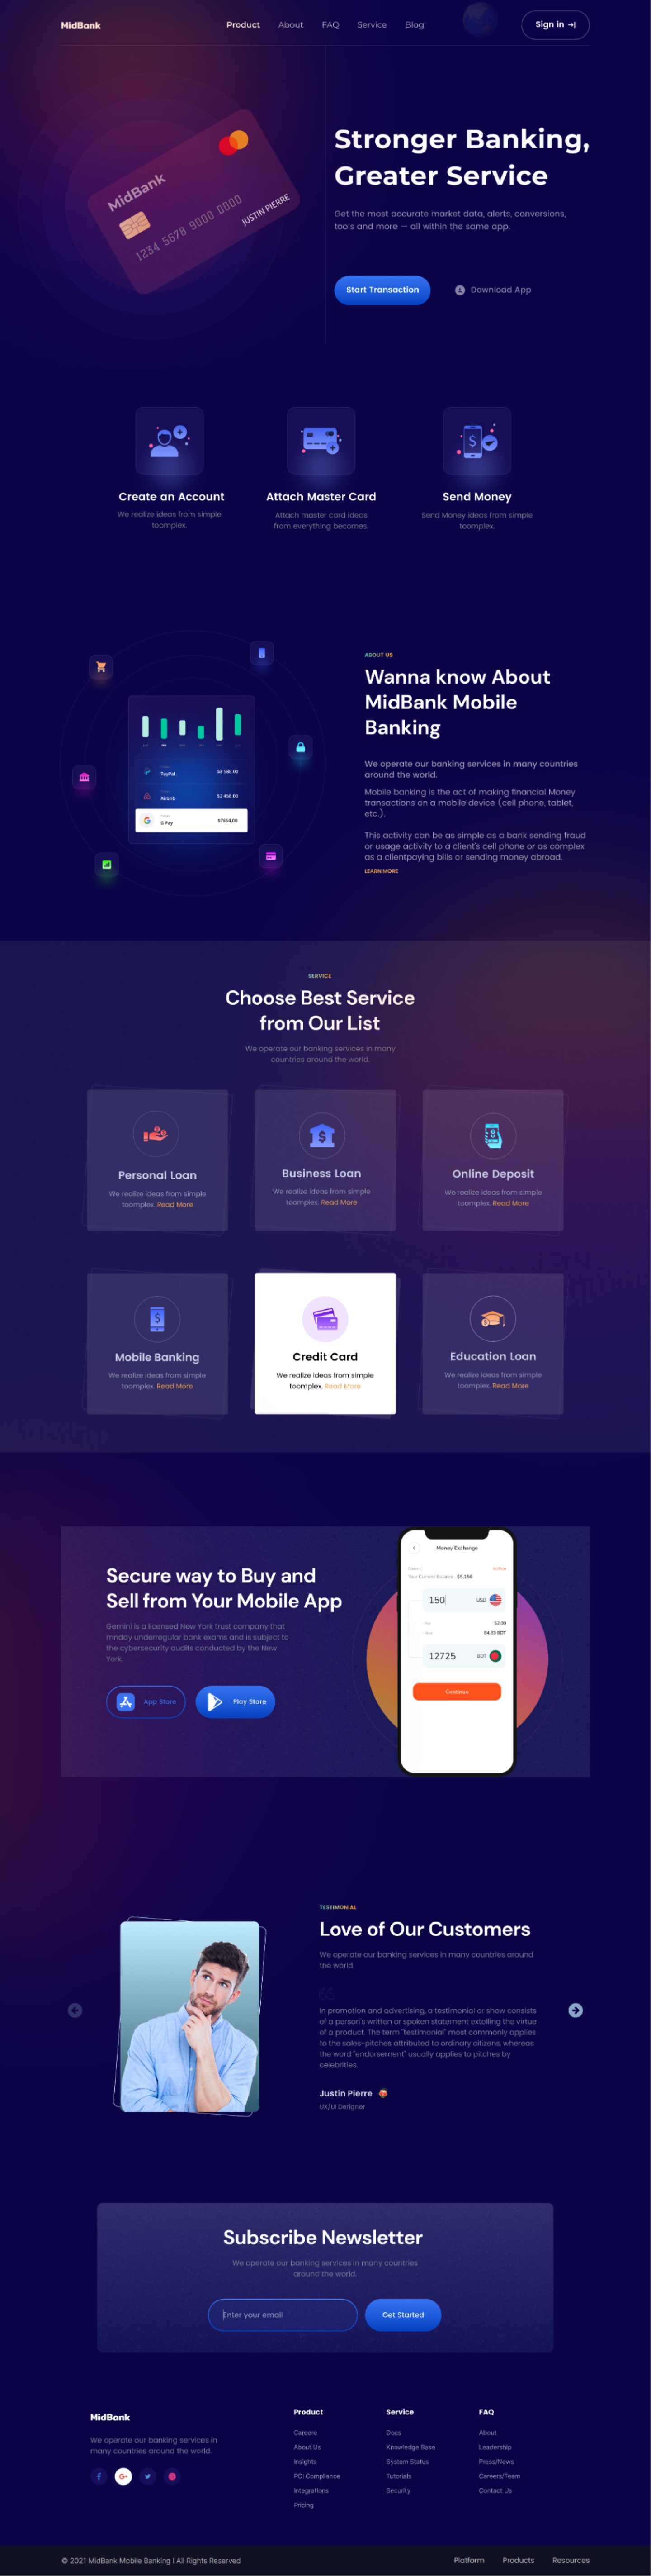 MidBank
Product About FAQ Service Blog
Sign in
MidBank
1234 5678 9000 0000
JUSTIN PIERRE
Stronger Banking,
Greater Service
Get the most accurate market data, alerts, conversions,
tools and more — all within the same app.
Start Transaction
Download App
Create an Account
We realize ideas from simple
toomplex.
Attach Master Card
Attach master card ideas
from everything becomes.
Send Money
Send Money Ideas from simple
toomplex.
PayPal
$8 586.00
Airbnb
$2 456.00
G Pay
$7654.00
ABOUT US
Wanna know About
MidBank Mobile
Banking
We operate our banking services in many countries
around the world.
Mobile banking is the act of making financial Money
transactions on a mobile device (cell phone, tablet,
etc.).
This activity can be as simple as a bank sending fraud
or usage activity to a client's cell phone or as complex
as a clientpaying bills or sending money abroad.
LEARN MORE
SERVICE
Choose Best Service
from Our List
We operate our banking services in many
countries around the world.
Personal Loan
We realize ideas from simple
toomplex. Read More
Business Loan
We realize ideas from simple
toomplex. Read More
Online Deposit
We realize ideas from simple
toomplex. Read More
Mobile Banking
We realize ideas from simple
toomplex. Read More
Credit Card
We realize ideas from simple
toomplex. Read More
Education Loan
We realize ideas from simple
toomplex. Read More
Secure way to Buy and
Sell from Your Mobile App
Gemini is a licensed New York trust company that
mnday underregular bank exams and is subject to
the cybersecurity audits conducted by the New
York.
App Store
Play Store
Money Exchange
Your Current Balance $5,156
150
USD
$2.00
84.83 BDT
12725
BDT
Continue
TESTIMONIAL
Love of Our Customers
We operate our banking services in many countries around
the world.
In promotion and advertising, a testimonial or show consists
of a person's written or spoken statement extolling the virtue
of a product. The term "testimonial" most commonly applies
to the sales-pitches attributed to ordinary citizens, whereas
the word "endorsement" usually applies to pitches by
celebrities.
Justin Pierre
UX/UI Derigner
Subscribe Newsletter
We operate our banking services in many countries
around the world.
Enter your email
Get Started
MidBank
We operate our banking services in
many countries around the world.
Product
Careere
About Us
Insights
PCI Compliance
Integrations
Pricing
Service
Docs
Knowledge Base
System Status
Tutorials
Security
FAQ
About
Leadership
Press/News
Careers/Team
Contact Us
© 2021 MidBank Mobile Banking I All Rights Reserved
Platform Products Resources